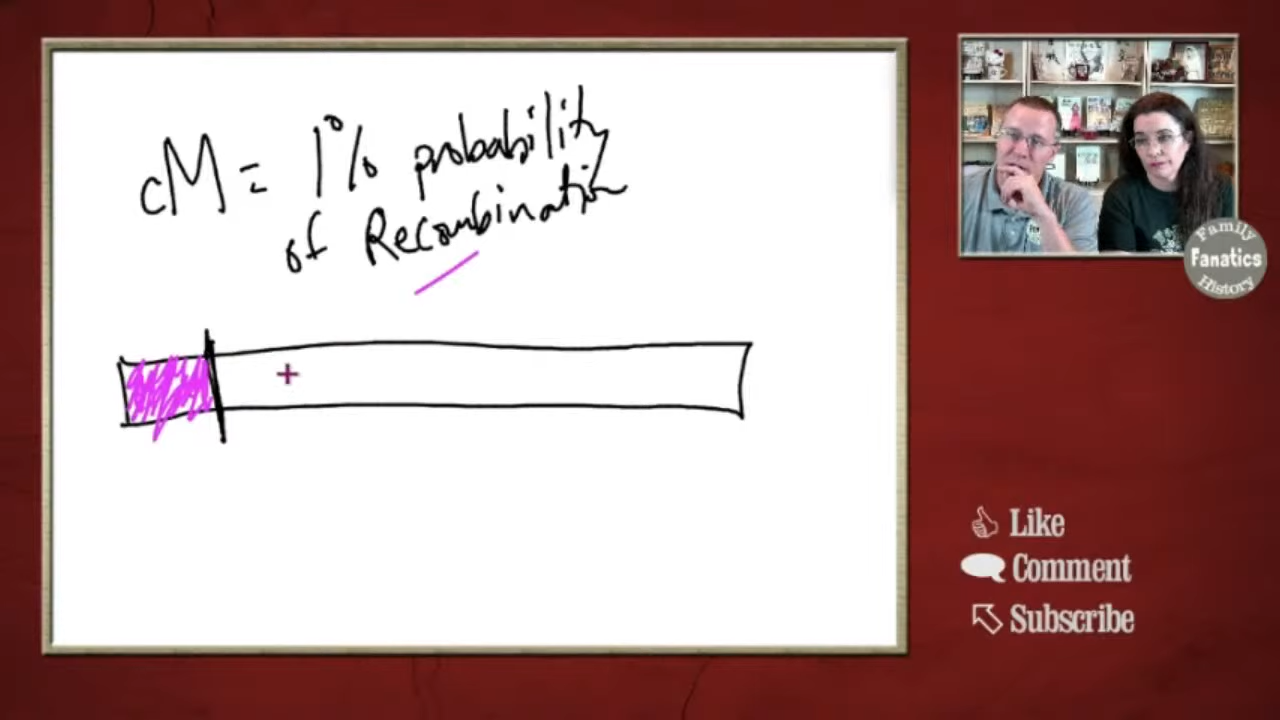 cM = 1% probability
of Recombination
Family
Fanatics
History
Like
Comment
Subscribe